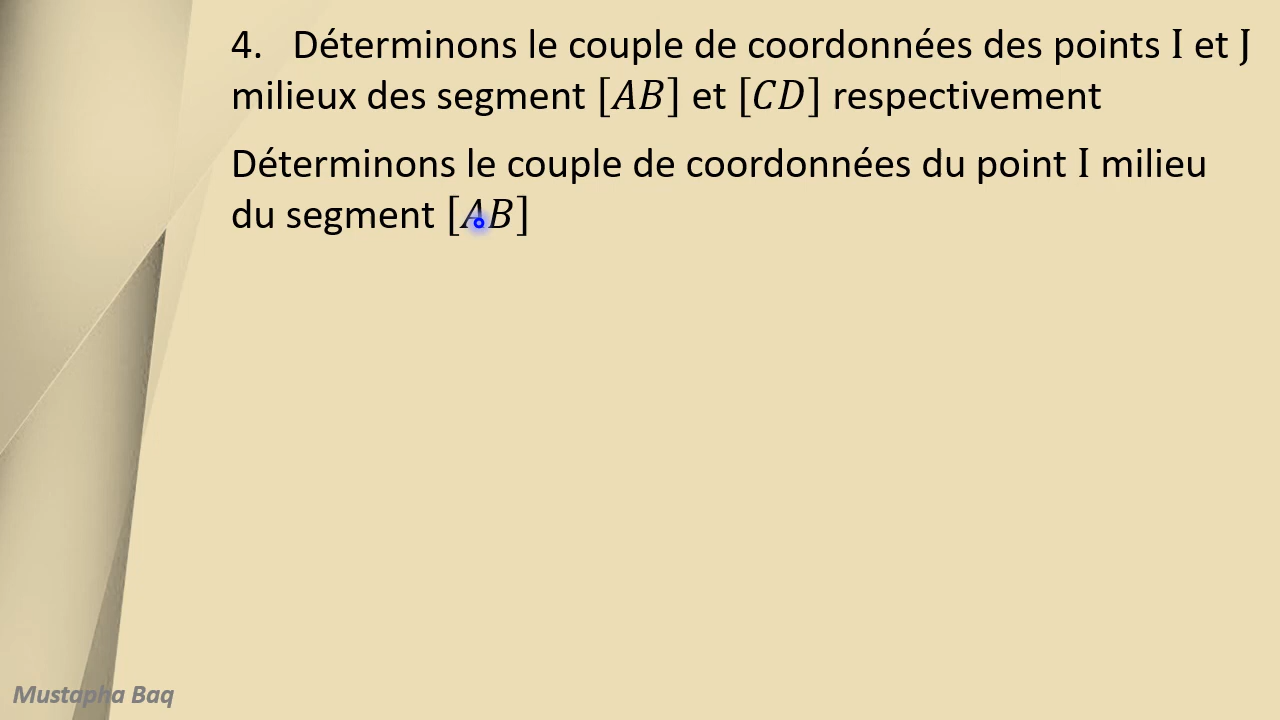 4. Déterminons le couple de coordonnées des points I et J
milieux des segment [AB] et [CD] respectivement
Déterminons le couple de coordonnées du point I milieu
du segment [AB]
Mustapha Baq